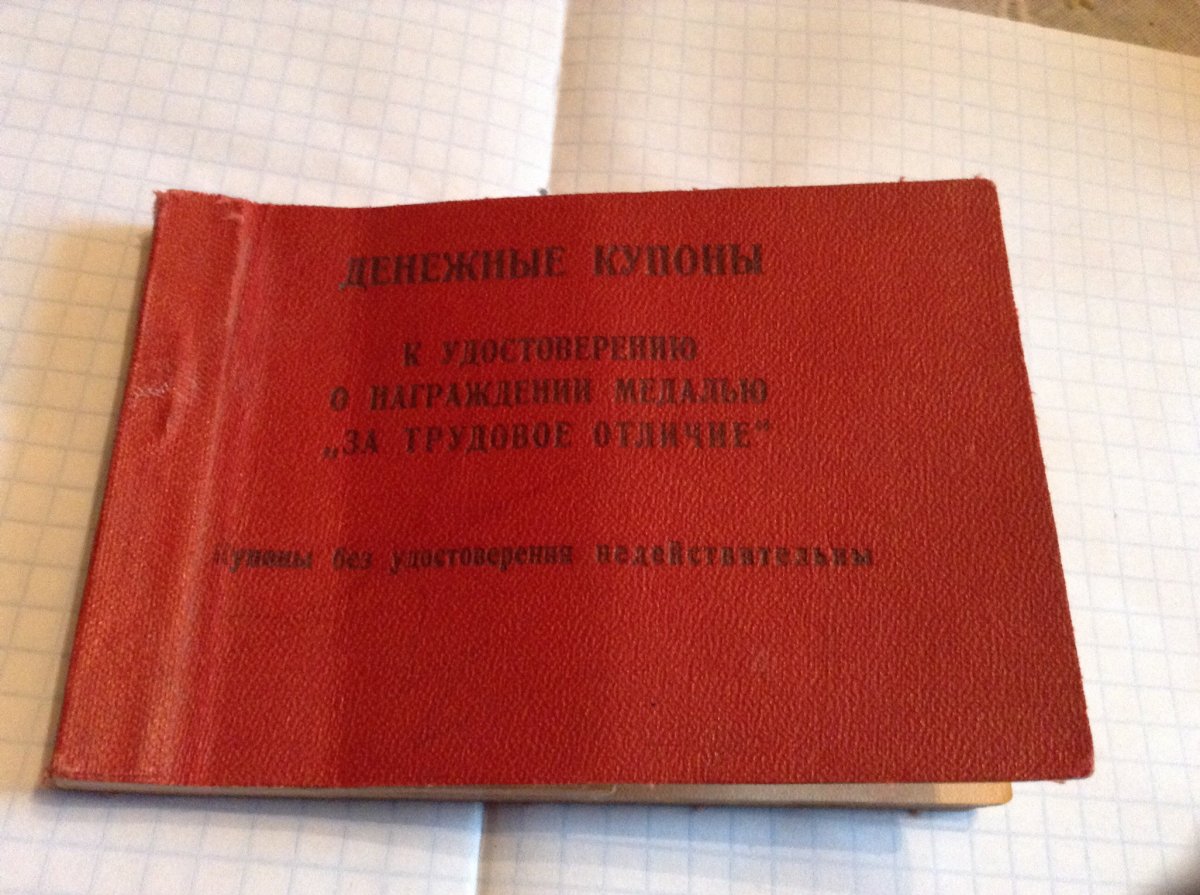 ДЕНЕЖНЫЕ КУПОНЫ
К УДОСТОВЕРЕНИЮ
О НАГРАЖДЕНИИ МЕДАЛЬЮ
„ЗА ТРУДОВОЕ ОТЛИЧИЕ“
Купоны без удостоверения недействительны